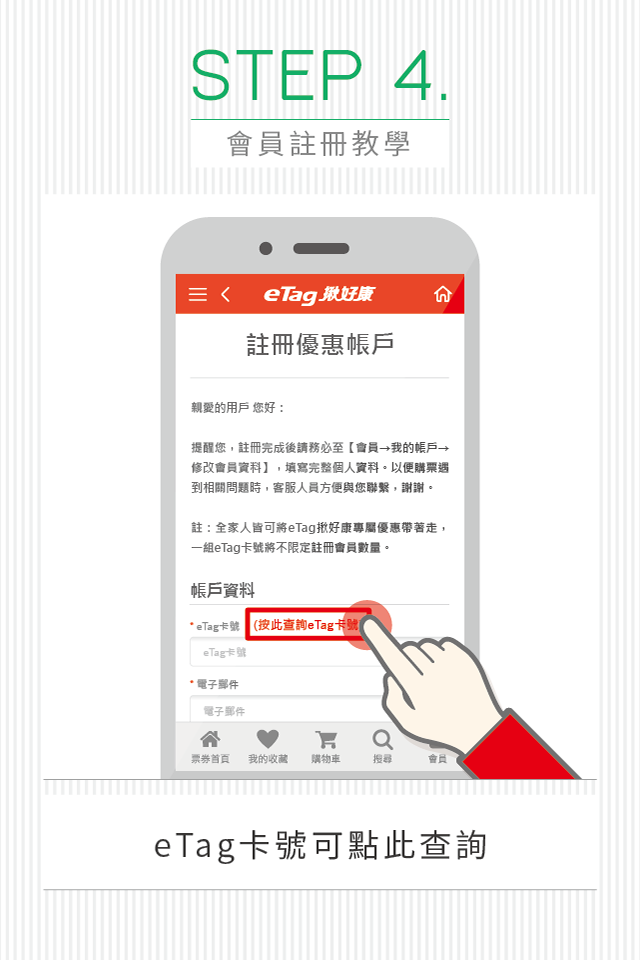 STEP 4.
會員註冊教學
eTag 揪好康
註冊優惠帳戶
親愛的用戶 您好：
提醒您，註冊完成後請務必至【會員→我的帳戶→
修改會員資料】，填寫完整個人資料。以便購票遇
到相關問題時，客服人員方便與您聯繫，謝謝。
註：全家人皆可將eTag揪好康專屬優惠帶著走，
一組eTag卡號將不限定註冊會員數量。
帳戶資料
* eTag卡號 (按此查詢eTag卡號
eTag卡號
* 電子郵件
電子郵件
票券首頁 我的收藏 購物車 搜尋 會員
eTag卡號可點此查詢